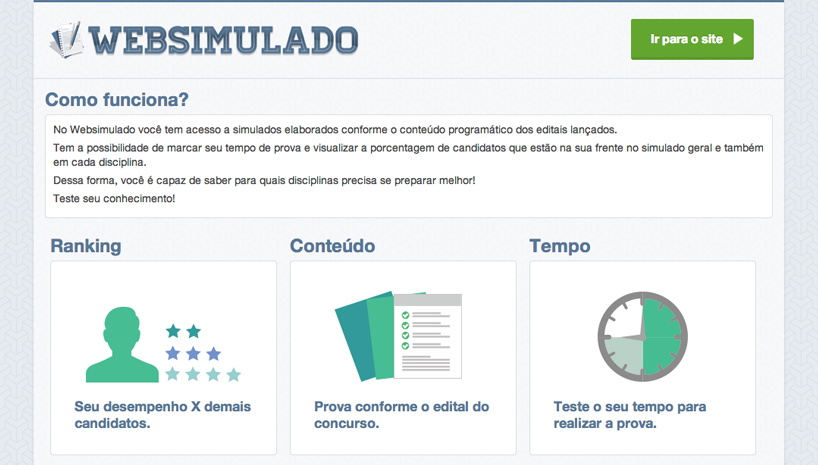 WEBSIMULADO
Ir para o site
Como funciona?
No Websimulado você tem acesso a simulados elaborados conforme o conteúdo programático dos editais lançados.
Tem a possibilidade de marcar seu tempo de prova e visualizar a porcentagem de candidatos que estão na sua frente no simulado geral e também
em cada disciplina.
Dessa forma, você é capaz de saber para quais disciplinas precisa se preparar melhor!
Teste seu conhecimento!
Ranking
Conteúdo
Tempo
Seu desempenho X demais
candidatos.
Prova conforme o edital do
concurso.
Teste o seu tempo para
realizar a prova.